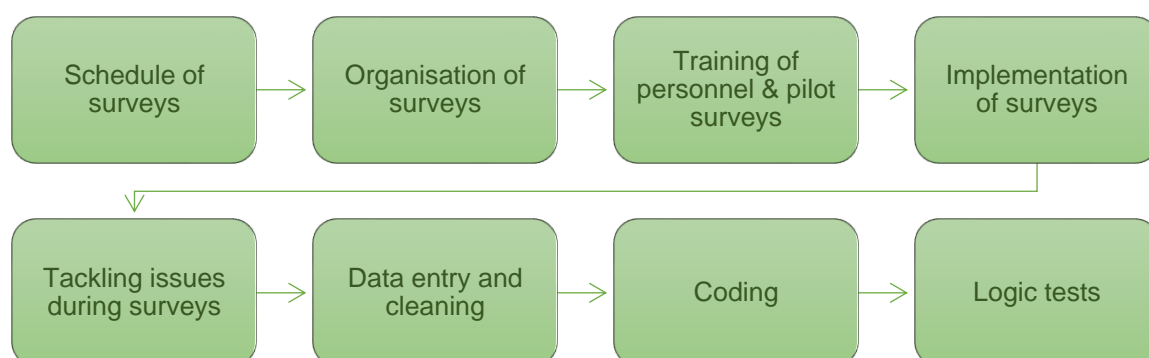 Schedule of
surveys
Organisation of
surveys
Training of
personnel & pilot
surveys
Implementation
of surveys
Tackling issues
during surveys
Data entry and
cleaning
Coding
Logic tests